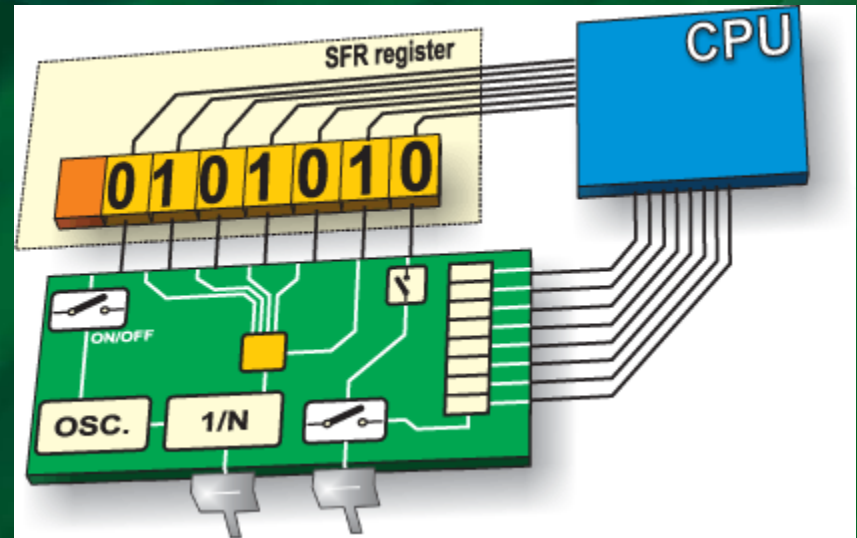 SFR register
CPU
0101010
ON/OFF
OSC.
1/N